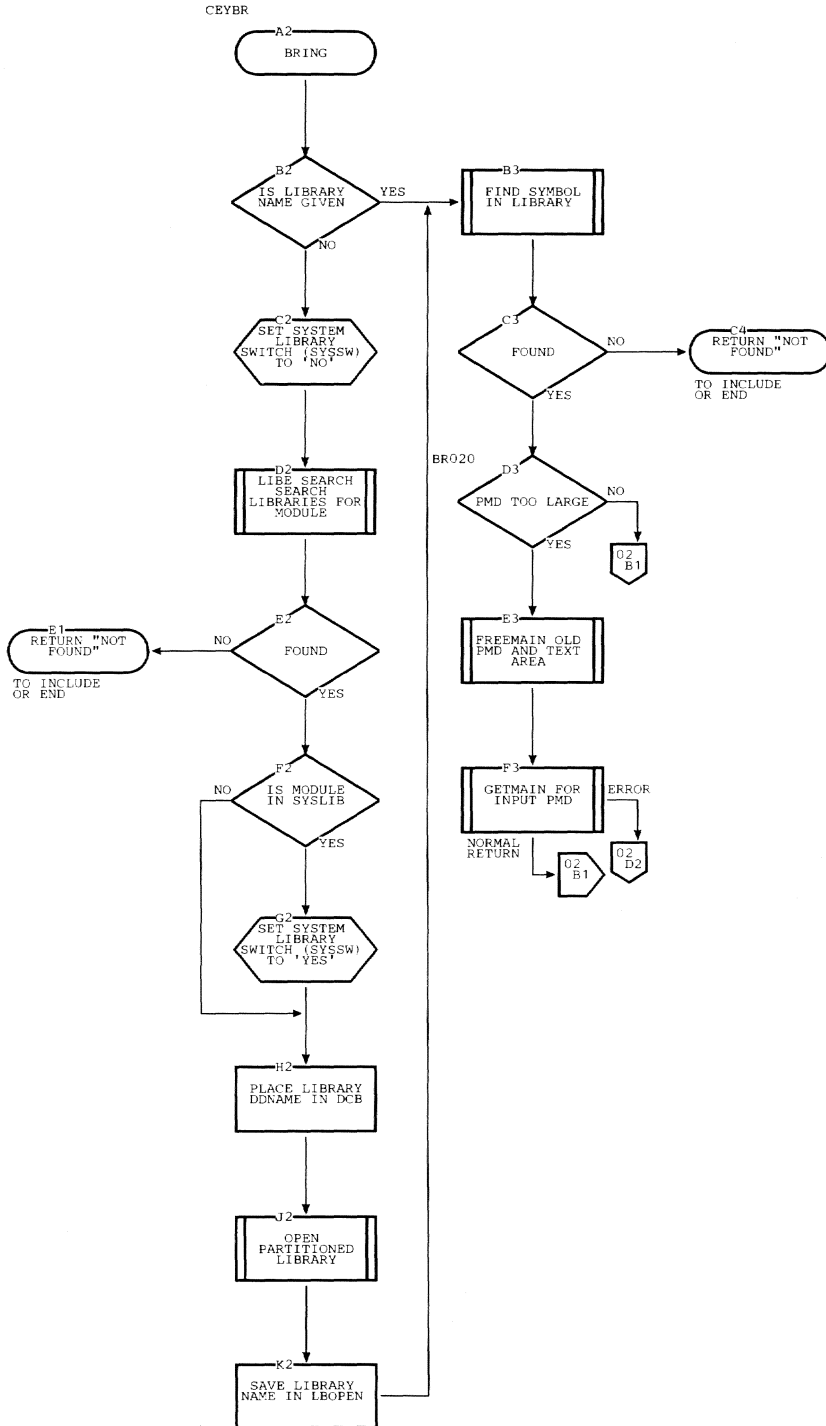 CEYBR
A2
BRING
B2
IS LIBRARY
NAME GIVEN
YES
NO
B3
FIND SYMBOL
IN LIBRARY
C2
SET SYSTEM
LIBRARY
SWITCH (SYSSW)
TO 'NO'
C3
FOUND
NO
YES
C4
RETURN "NOT
FOUND"
TO INCLUDE
OR END
BR020
D2
LIBE SEARCH
SEARCH
LIBRARIES FOR
MODULE
D3
PMD TOO LARGE
NO
YES
02
B1
E1
RETURN "NOT
FOUND"
TO INCLUDE
OR END
E2
FOUND
NO
YES
E3
FREEMAIN OLD
PMD AND TEXT
AREA
F2
IS MODULE
IN SYSLIB
NO
YES
F3
GETMAIN FOR
INPUT PMD
ERROR
NORMAL
RETURN
02
B1
02
D2
G2
SET SYSTEM
LIBRARY
SWITCH (SYSSW)
TO 'YES'
H2
PLACE LIBRARY
DDNAME IN DCB
J2
OPEN
PARTITIONED
LIBRARY
K2
SAVE LIBRARY
NAME IN LBOPEN